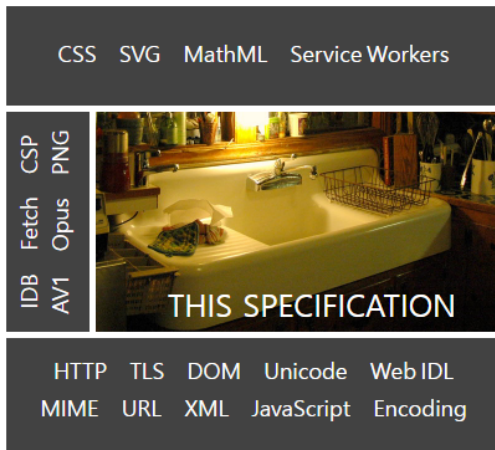 CSS SVG MathML Service Workers
CSP
PNG
Fetch
Opus
IDB
AV1
THIS SPECIFICATION
HTTP TLS DOM Unicode Web IDL
MIME URL XML JavaScript Encoding